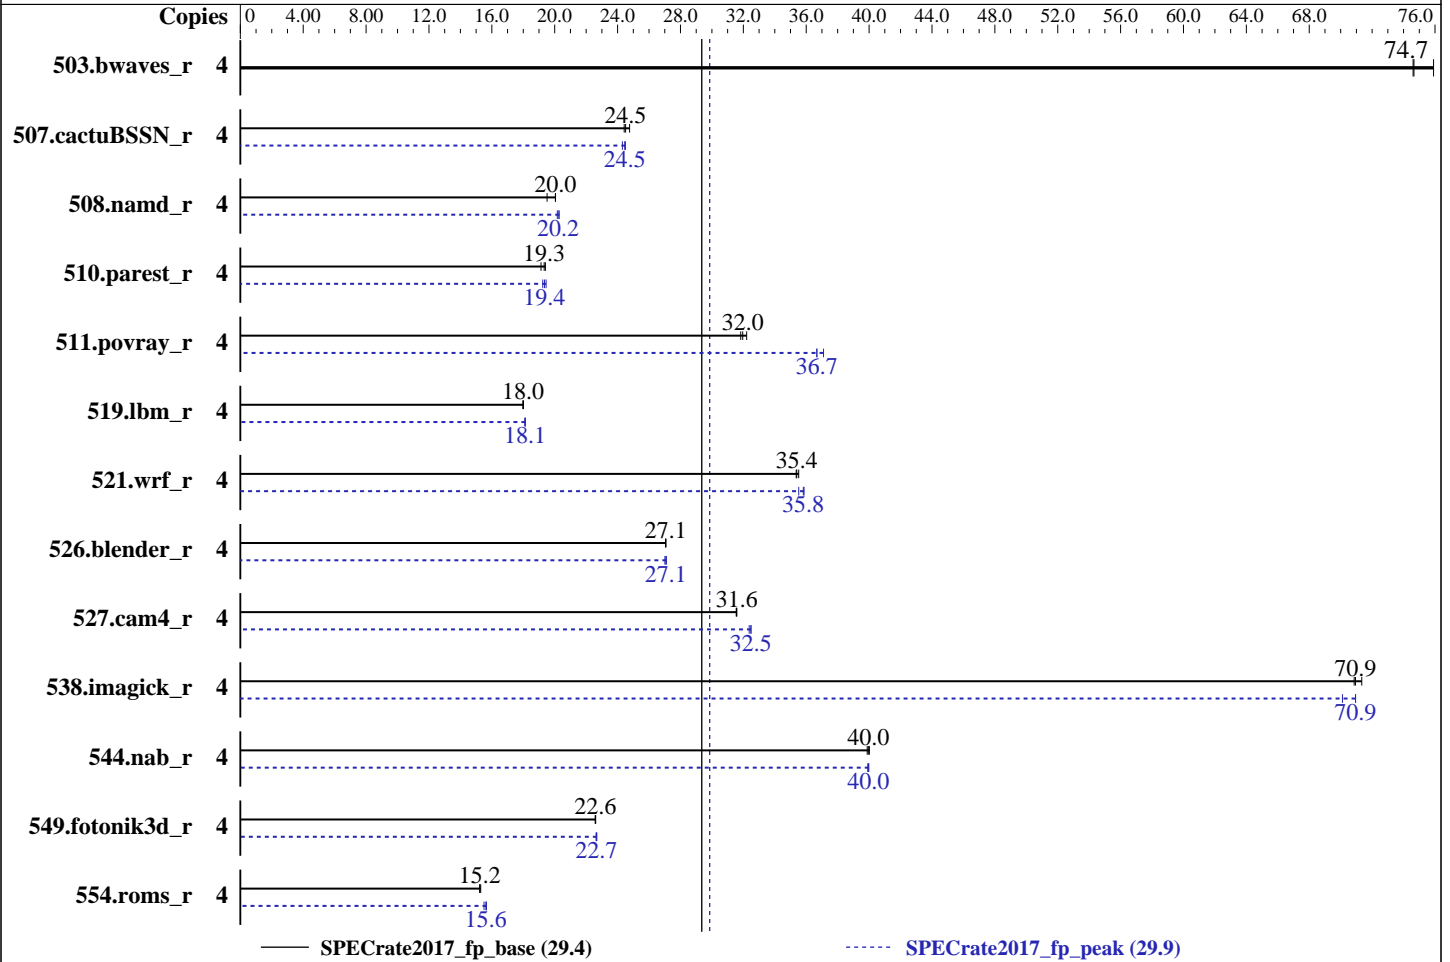 Copies 0 4.00 8.00 12.0 16.0 20.0 24.0 28.0 32.0 36.0 40.0 44.0 48.0 52.0 56.0 60.0 64.0 68.0 76.0
74.7
503.bwaves_r 4
24.5
507.cactuBSSN_r 4
24.5
20.0
508.namd_r 4
20.2
19.3
510.parest_r 4
19.4
32.0
511.povray_r 4
36.7
18.0
519.lbm_r 4
18.1
35.4
521.wrf_r 4
35.8
27.1
526.blender_r 4
27.1
31.6
527.cam4_r 4
32.5
70.9
538.imagick_r 4
70.9
40.0
544.nab_r 4
40.0
22.6
549.fotonik3d_r 4
22.7
15.2
554.roms_r 4
15.6
SPECrate2017_fp_base (29.4) SPECrate2017_fp_peak (29.9)